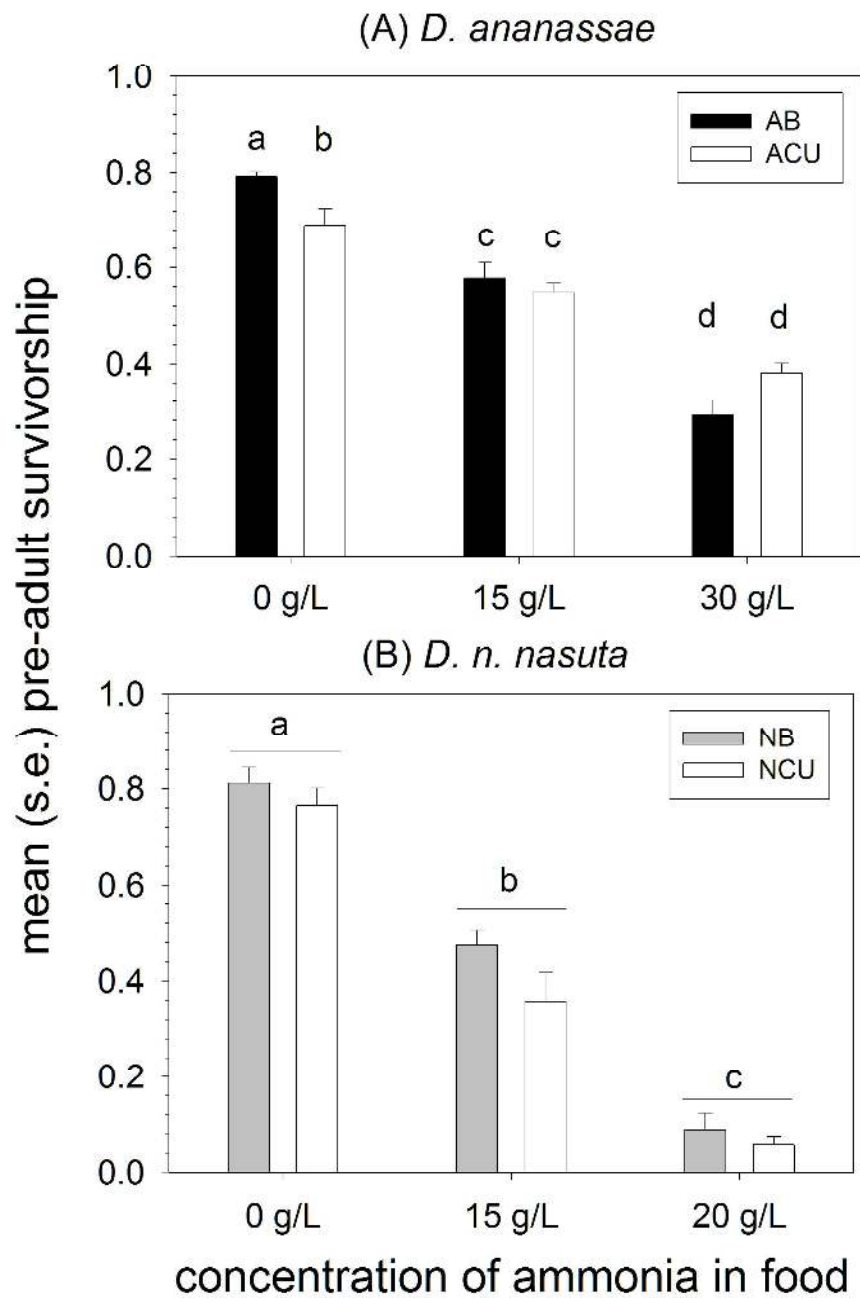 (A) D. ananassae
1.0
0.8
0.6
0.4
0.2
0.0
AB
ACU
a
b
c
c
d
d
0 g/L
15 g/L
30 g/L
mean (s.e.) pre-adult survivorship
(B) D. n. nasuta
1.0
0.8
0.6
0.4
0.2
0.0
NB
NCU
a
b
c
0 g/L
15 g/L
20 g/L
concentration of ammonia in food